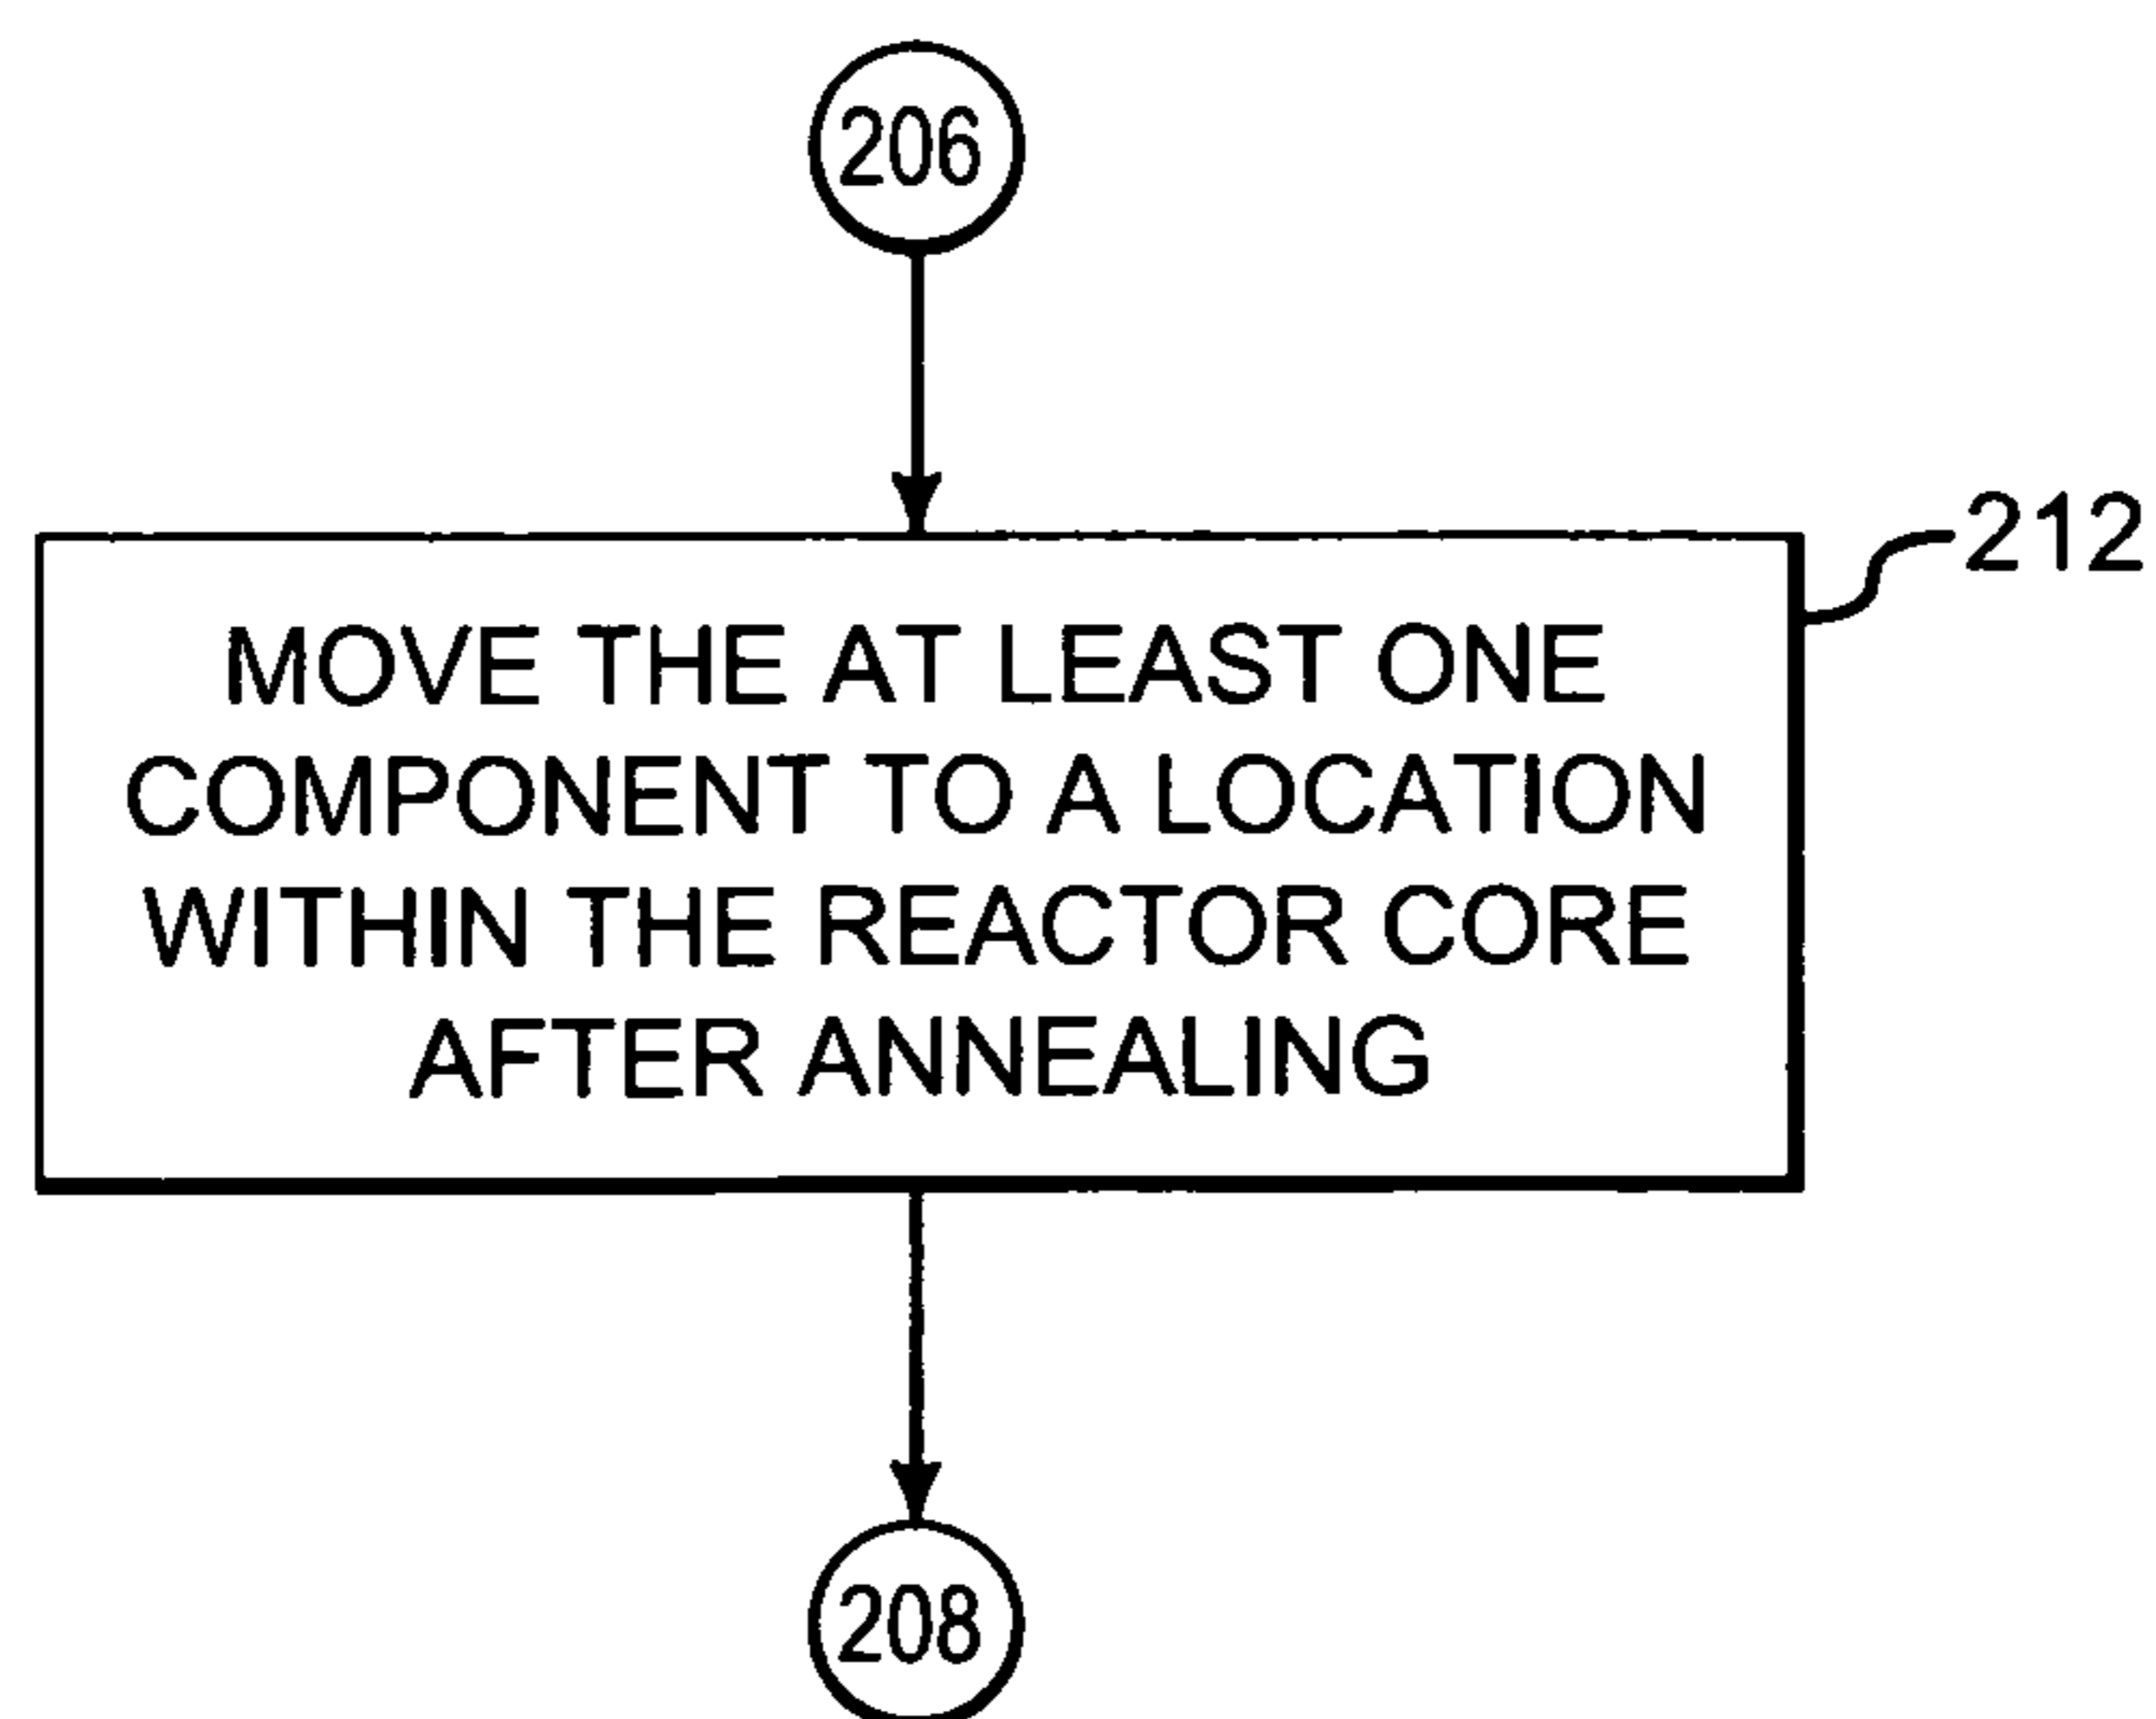 206
212
MOVE THE AT LEAST ONE
COMPONENT TO A LOCATION
WITHIN THE REACTOR CORE
AFTER ANNEALING
208